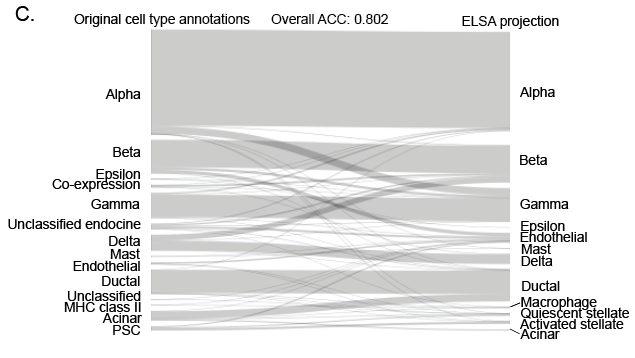 C.
Original cell type annotations
Overall ACC: 0.802
ELSA projection
Alpha
Beta
Epsilon
Co-expression
Gamma
Unclassified endocrine
Delta
Mast
Endothelial
Ductal
Unclassified
MHC class II
Acinar
PSC
Alpha
Beta
Gamma
Epsilon
Endothelial
Mast
Delta
Ductal
Macrophage
Quiescent stellate
Activated stellate
Acinar